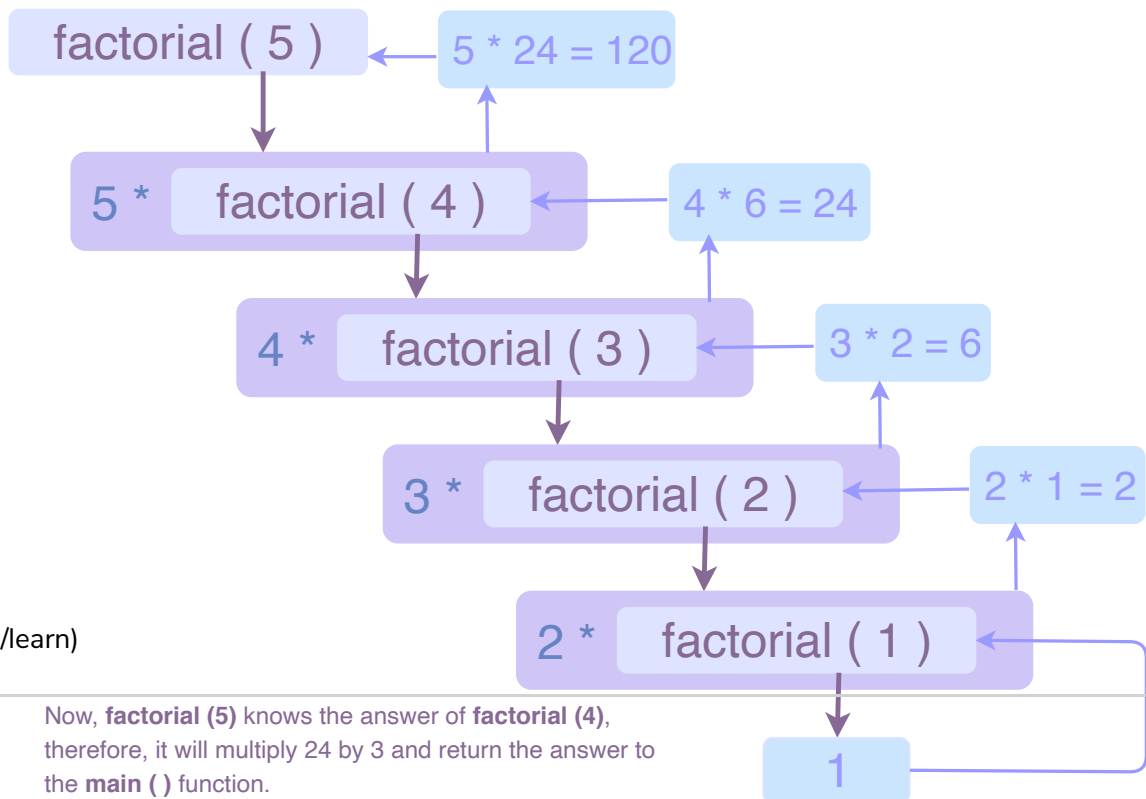 factorial ( 5 )
5 * 24 = 120
5 * factorial ( 4 )
4 * 6 = 24
4 * factorial ( 3 )
3 * 2 = 6
3 * factorial ( 2 )
2 * 1 = 2
2 * factorial ( 1 )
/learn)
Now, factorial (5) knows the answer of factorial (4),
therefore, it will multiply 24 by 3 and return the answer to
the main ( ) function.
1